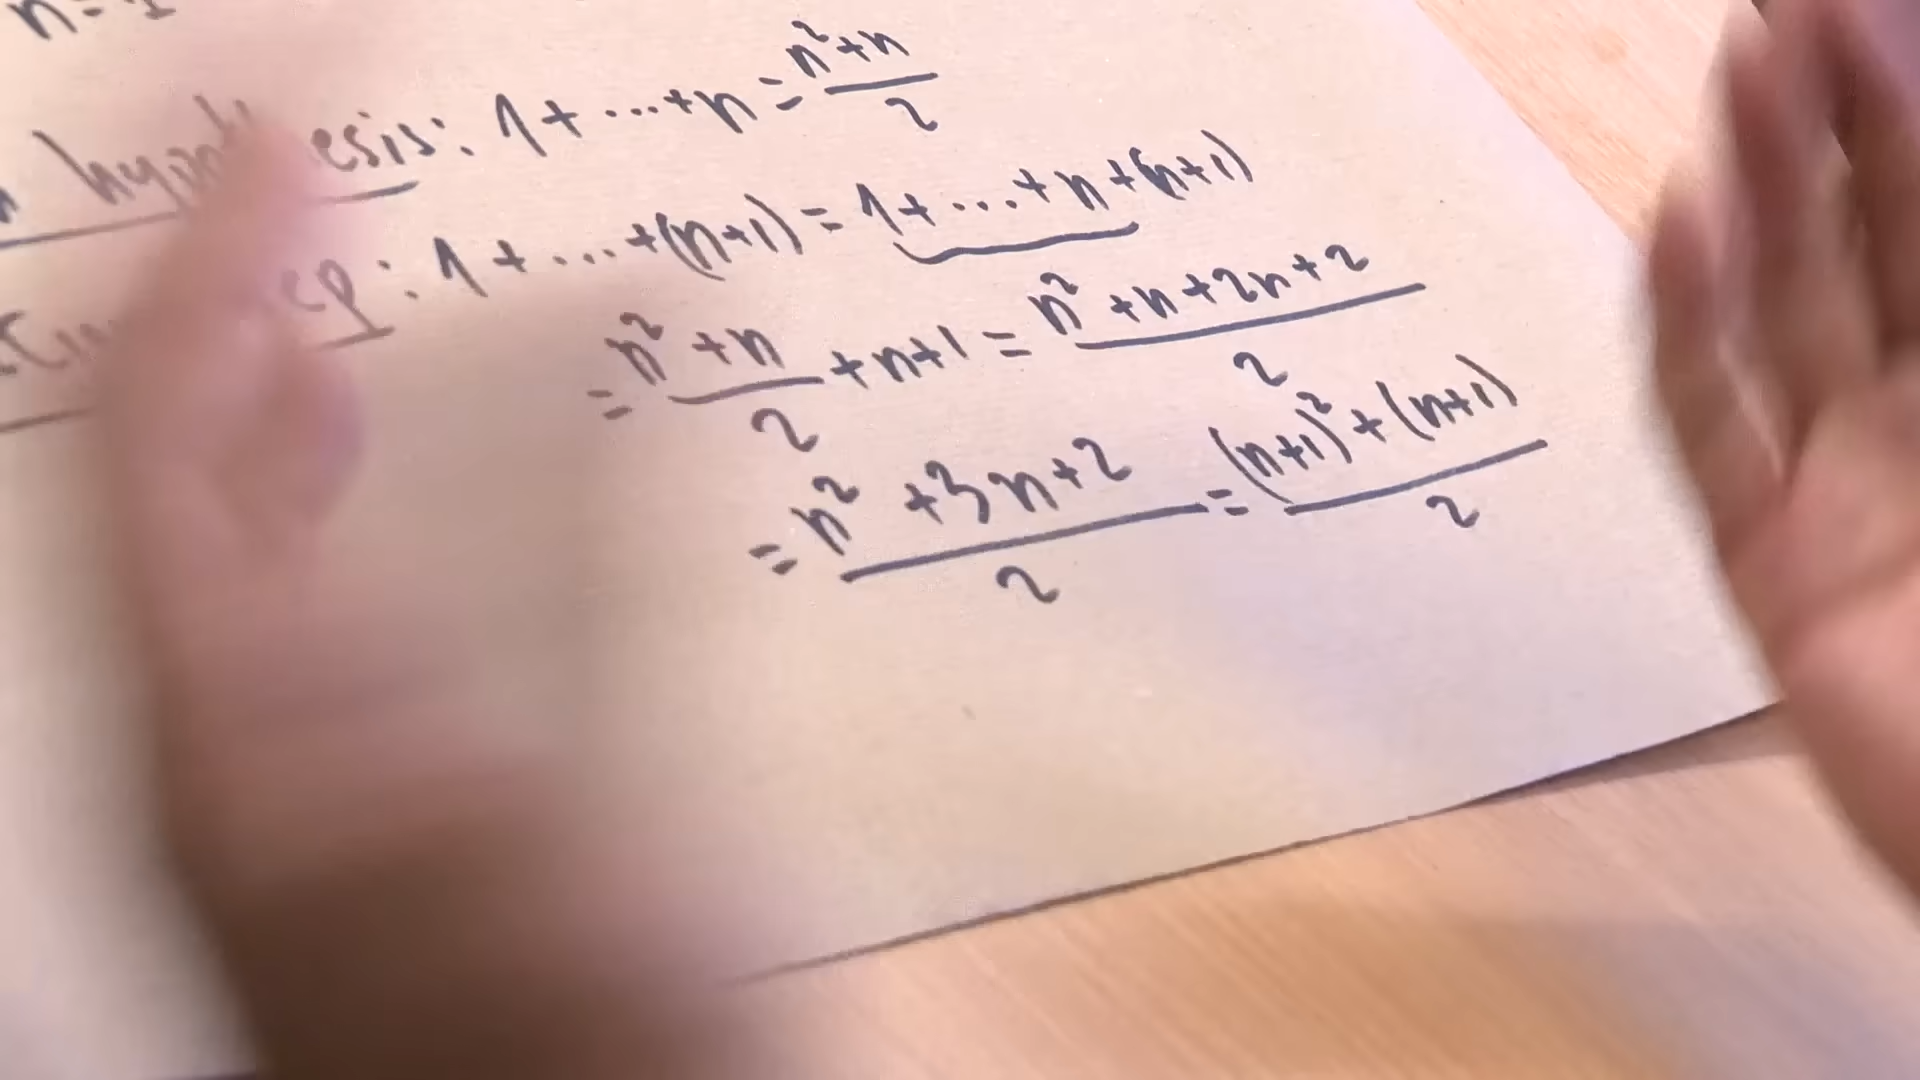 hypothesis: 1+...+n = (n²+n)/2
1+...+(n+1) = 1+...+n+(n+1)
= (n²+n)/2 + n+1 = (n²+n+2n+2)/2
= (n²+3n+2)/2 = ((n+1)²+(n+1))/2